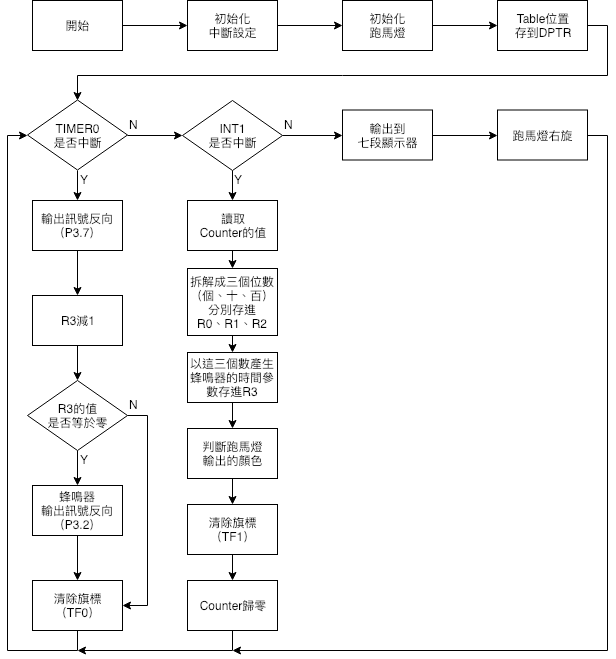 開始
初始化
中斷設定
初始化
跑馬燈
Table位置
存到DPTR
TIMER0
是否中斷
N
Y
INT1
是否中斷
N
Y
輸出到
七段顯示器
跑馬燈右旋
輸出訊號反向
(P3.7)
R3減1
R3的值
是否等於零
N
Y
蜂鳴器
輸出訊號反向
(P3.2)
清除旗標
(TF0)
讀取
Counter的值
拆解成三個位數
（個、十、百）
分別存進
R0、R1、R2
以這三個數產生
蜂鳴器的時間參
數存進R3
判斷跑馬燈
輸出的顏色
清除旗標
（TF1）
Counter歸零